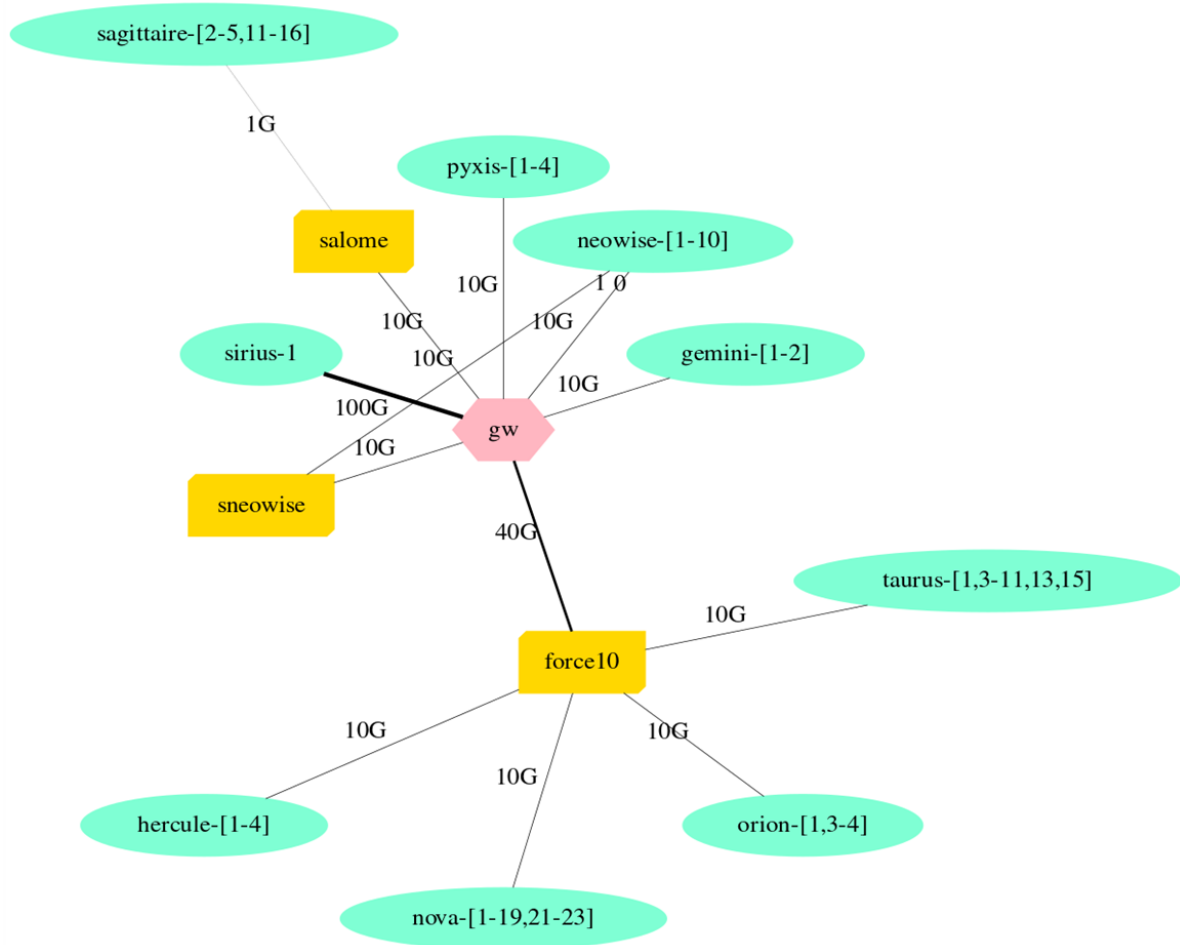 sagittaire-[2-5,11-16]
1G
pyxis-[1-4]
salome
neowise-[1-10]
10G
1 0
10G
10G
sirius-1
10G
gemini-[1-2]
10G
100G
gw
10G
sneowise
40G
taurus-[1,3-11,13,15]
10G
force10
10G
10G
10G
hercule-[1-4]
orion-[1,3-4]
nova-[1-19,21-23]